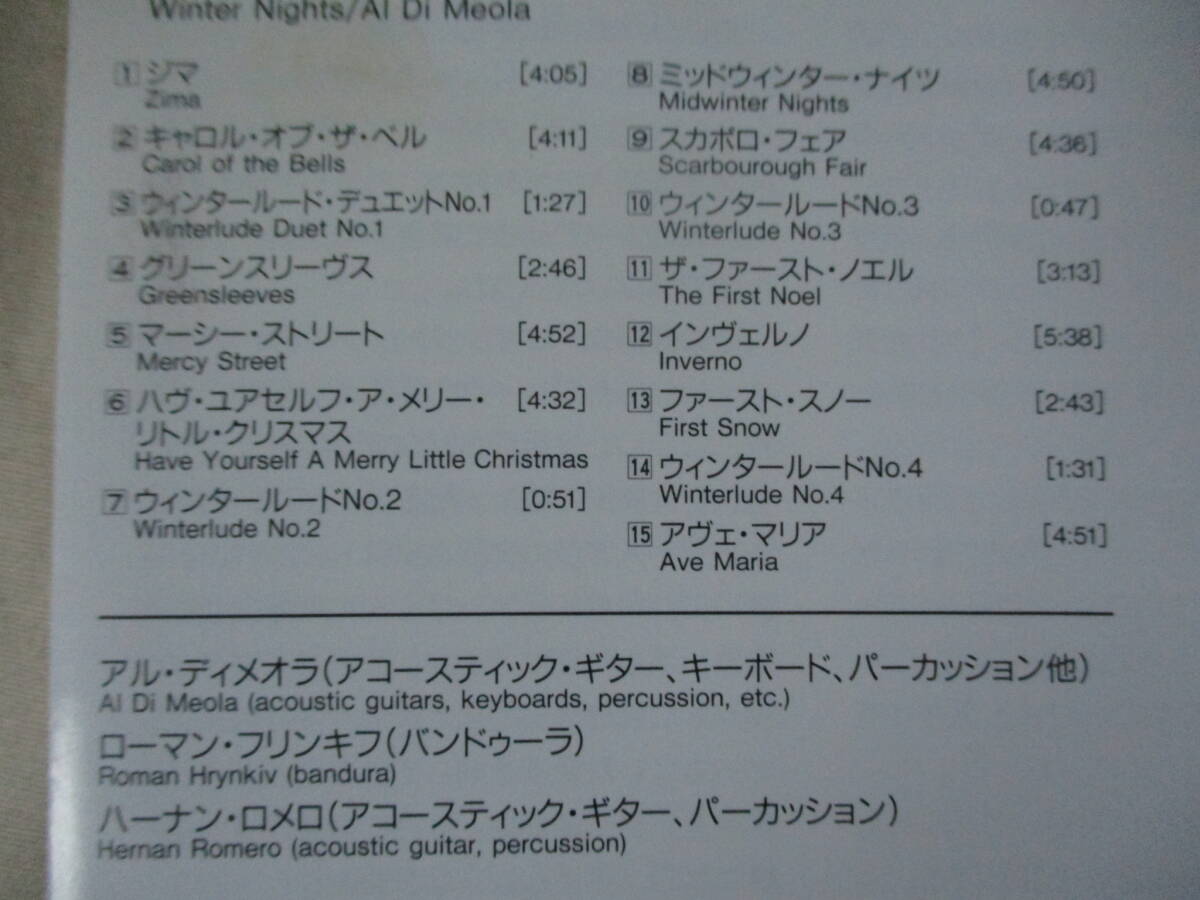 Winter Nights/Al Di Meola
1 ジマ [4:05]
Zima
2 キャロル・オブ・ザ・ベル [4:11]
Carol of the Bells
3 ウィンタールード・デュエットNo.1 [1:27]
Winterlude Duet No.1
4 グリーンスリーヴス [2:46]
Greensleeves
5 マーシー・ストリート [4:52]
Mercy Street
6 ハヴ・ユアセルフ・ア・メリー・ [4:32]
リトル・クリスマス
Have Yourself A Merry Little Christmas
7 ウィンタールードNo.2 [0:51]
Winterlude No.2
8 ミッドウィンター・ナイツ [4:50]
Midwinter Nights
9 スカボロ・フェア [4:36]
Scarbourough Fair
10 ウィンタールードNo.3 [0:47]
Winterlude No.3
11 ザ・ファースト・ノエル [3:13]
The First Noel
12 インヴェルノ [5:38]
Inverno
13 ファースト・スノー [2:43]
First Snow
14 ウィンタールードNo.4 [1:31]
Winterlude No.4
15 アヴェ・マリア [4:51]
Ave Maria
アル・ディメオラ(アコースティック・ギター、キーボード、パーカッション他)
Al Di Meola (acoustic guitars, keyboards, percussion, etc.)
ローマン・フリンキフ(バンドゥーラ)
Roman Hrynkiv (bandura)
ハーナン・ロメロ(アコースティック・ギター、パーカッション)
Hernan Romero (acoustic guitar, percussion)